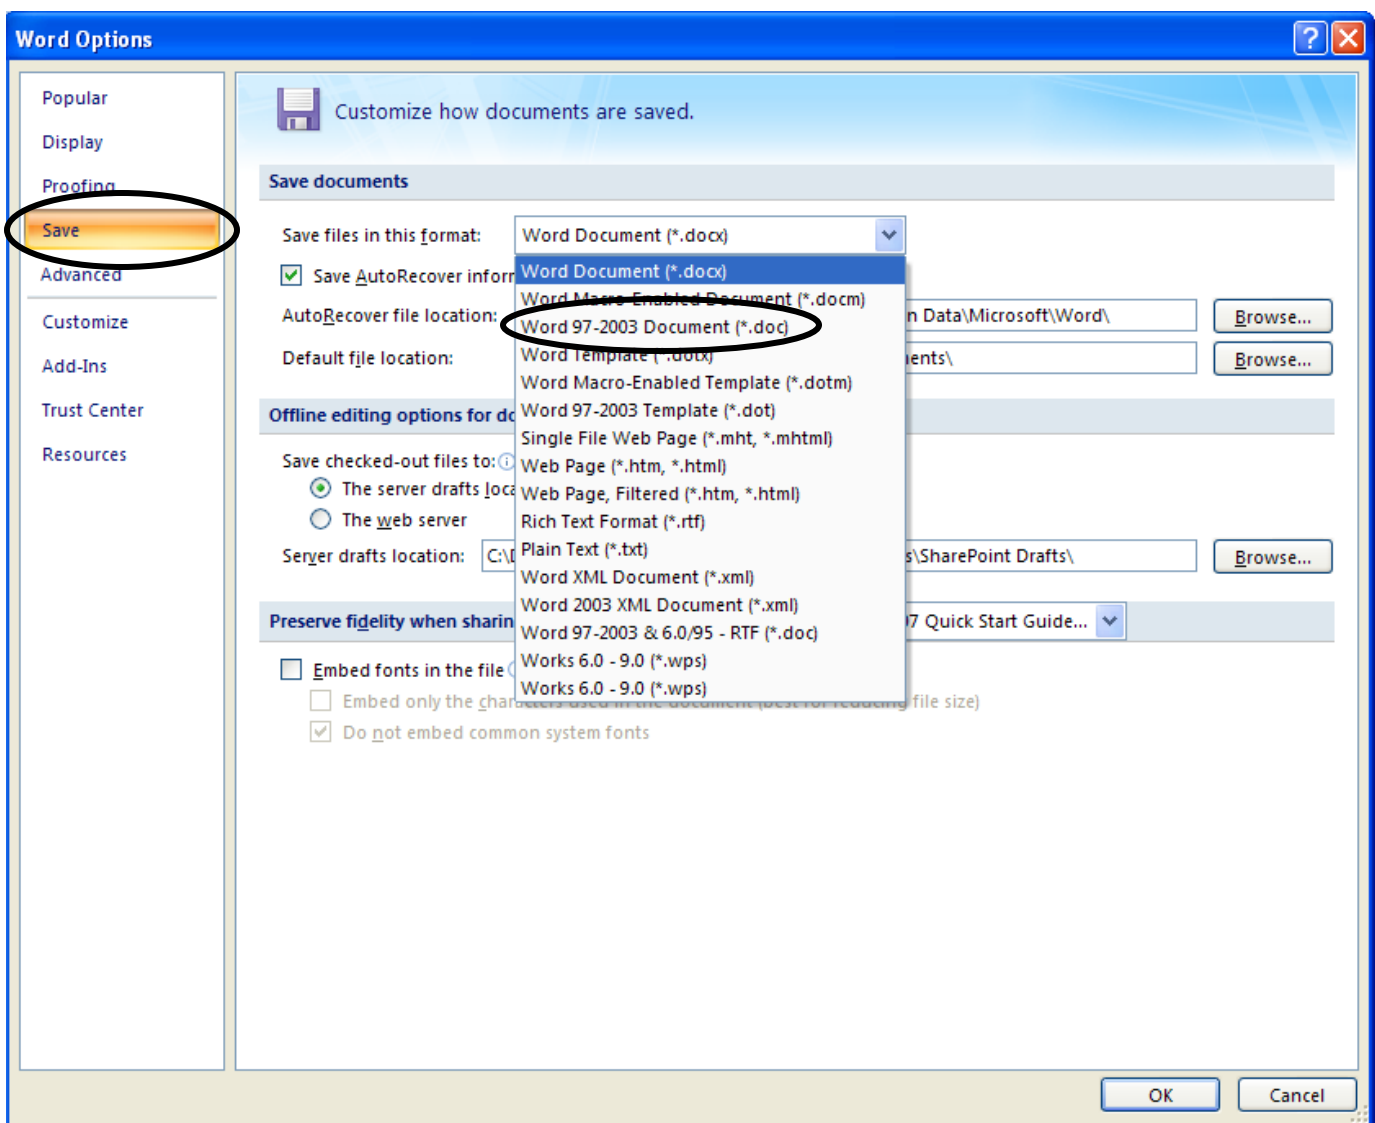 Word Options
Popular
Display
Proofing
Save
Advanced
Customize
Add-Ins
Trust Center
Resources
Customize how documents are saved.
Save documents
Save files in this format: Word Document (*.docx)
Save AutoRecover
Word Document (*.docx)
Word Macro-Enabled Document (*.docm)
Word 97-2003 Document (*.doc)
Word Template (*.dotx)
Word Macro-Enabled Template (*.dotm)
Word 97-2003 Template (*.dot)
Single File Web Page (*.mht, *.mhtml)
Web Page (*.htm, *.html)
Web Page, Filtered (*.htm, *.html)
Rich Text Format (*.rtf)
Plain Text (*.txt)
Word XML Document (*.xml)
Word 2003 XML Document (*.xml)
Word 97-2003 & 6.0/95 - RTF (*.doc)
Works 6.0 - 9.0 (*.wps)
Works 6.0 - 9.0 (*.wps)
AutoRecover file location: n Data\Microsoft\Word\ Browse...
Default file location: ents\ Browse...
Offline editing options for
Save checked-out files to:
The server drafts
The web server
Server drafts location: C:\ s\SharePoint Drafts\ Browse...
Preserve fidelity when 7 Quick Start Guide...
Embed fonts in the file
Embed only the characters used in the document (best for reducing file size)
Do not embed common system fonts
OK Cancel